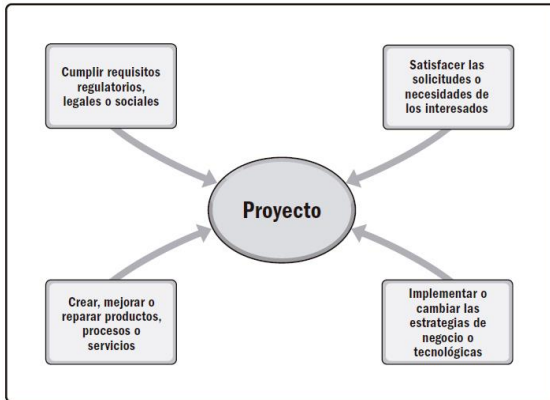 Cumplir requisitos
regulatorios,
legales o sociales
Satisfacer las
solicitudes o
necesidades de
los interesados
Proyecto
Crear, mejorar o
reparar productos,
procesos o
servicios
Implementar o
cambiar las
estrategias de
negocio o
tecnológicas